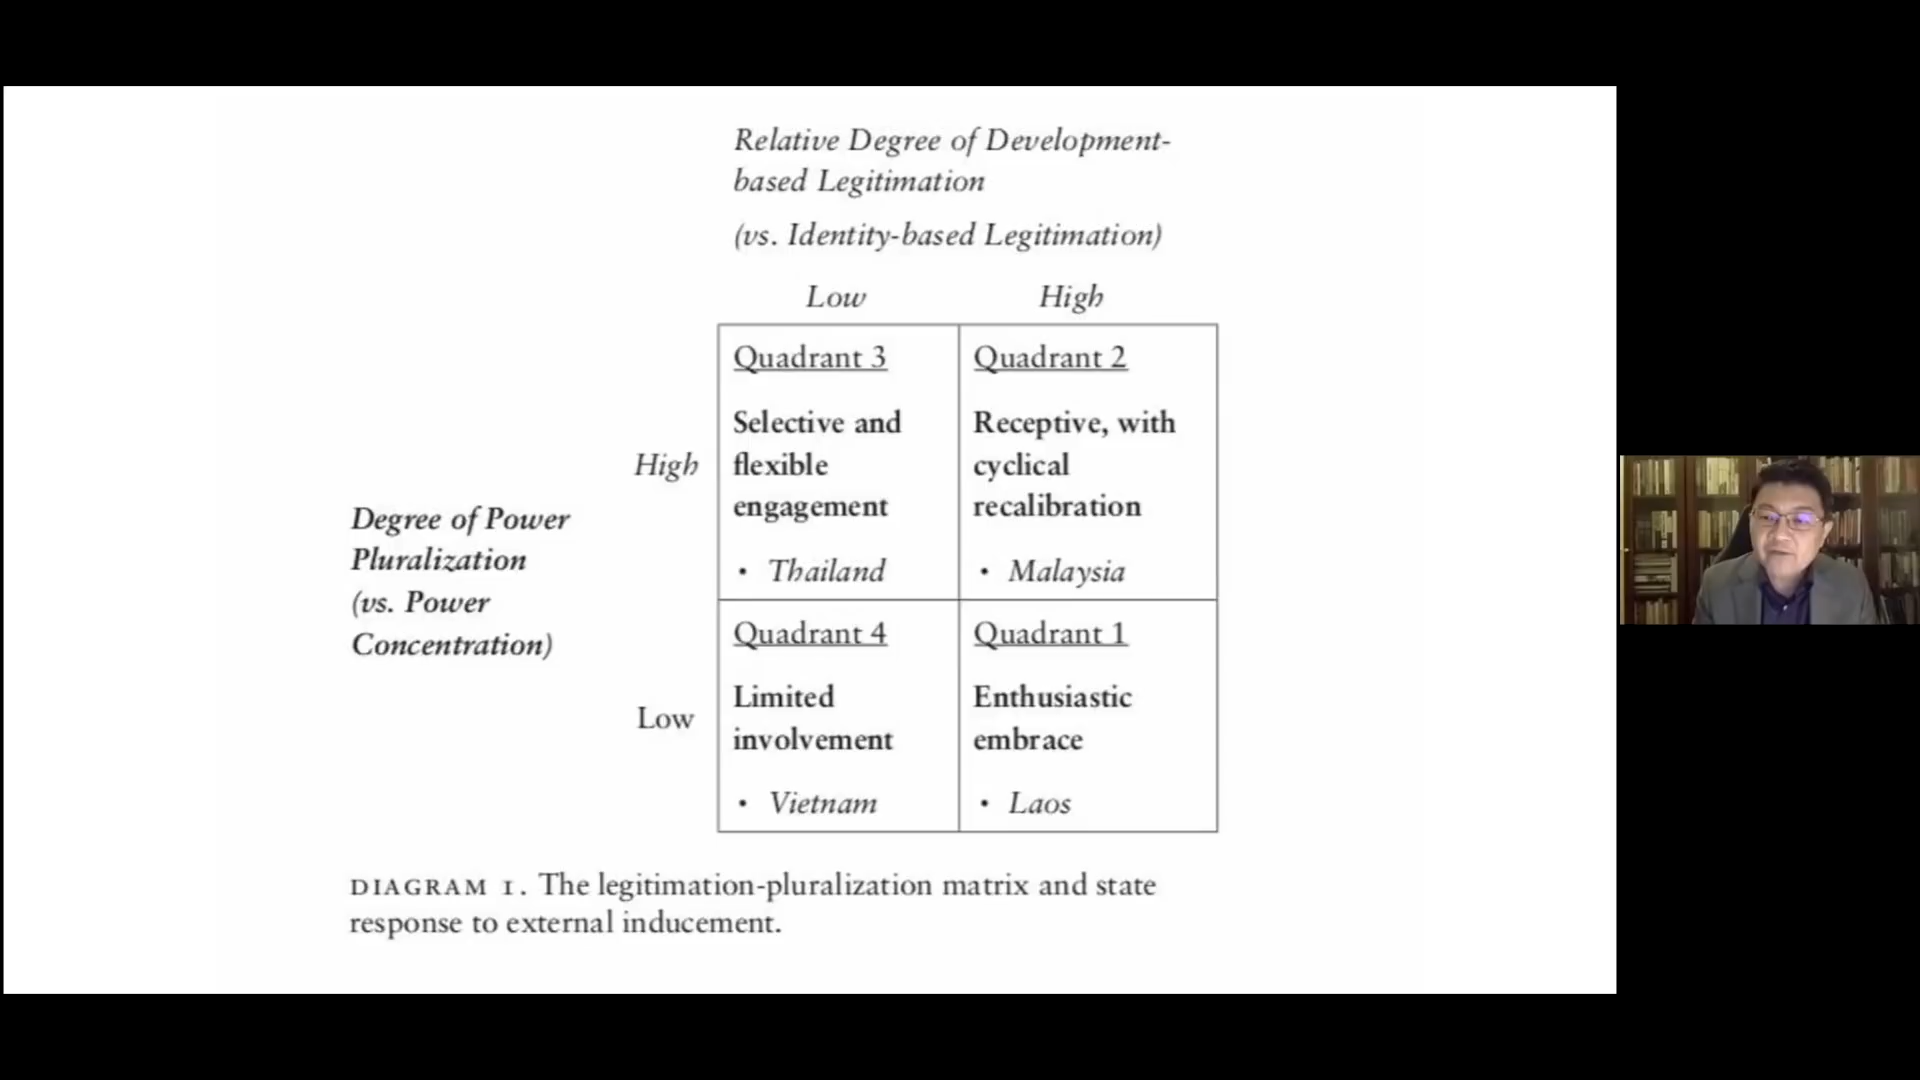 Relative Degree of Development-
based Legitimation
(vs. Identity-based Legitimation)
Low
High
Quadrant 3
Selective and
flexible
engagement
• Thailand
Quadrant 2
Receptive, with
cyclical
recalibration
• Malaysia
High
Degree of Power
Pluralization
(vs. Power
Concentration)
Low
Quadrant 4
Limited
involvement
• Vietnam
Quadrant 1
Enthusiastic
embrace
• Laos
DIAGRAM 1. The legitimation-pluralization matrix and state
response to external inducement.